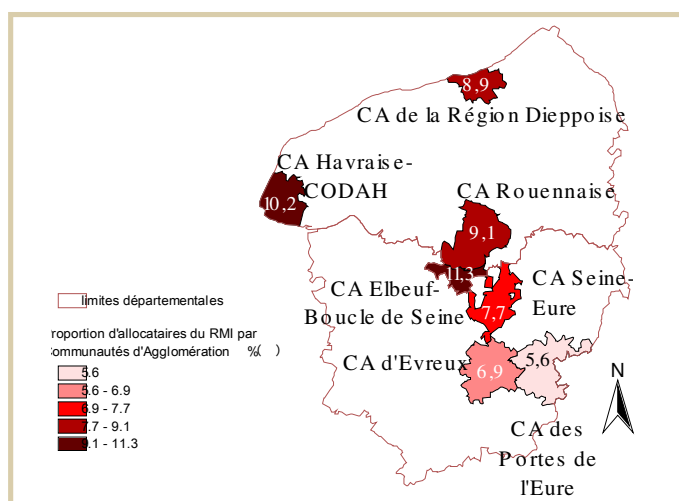 8,9
CA de la Région Dieppoise
CA Havraise-
CODAH
10,2
CA Rouennaise
9,1
11,3
CA Elbeuf-
Boucle de Seine
CA Seine-
Eure
7,7
limites départementales
roportion d'allocataires du RMI par
ommunautés d'Agglomération %( )
5.6
5.6 - 6.9
6.9 - 7.7
7.7 - 9.1
9.1 - 11.3
CA d'Evreux
6,9
5,6
N
CA des
Portes de
l'Eure